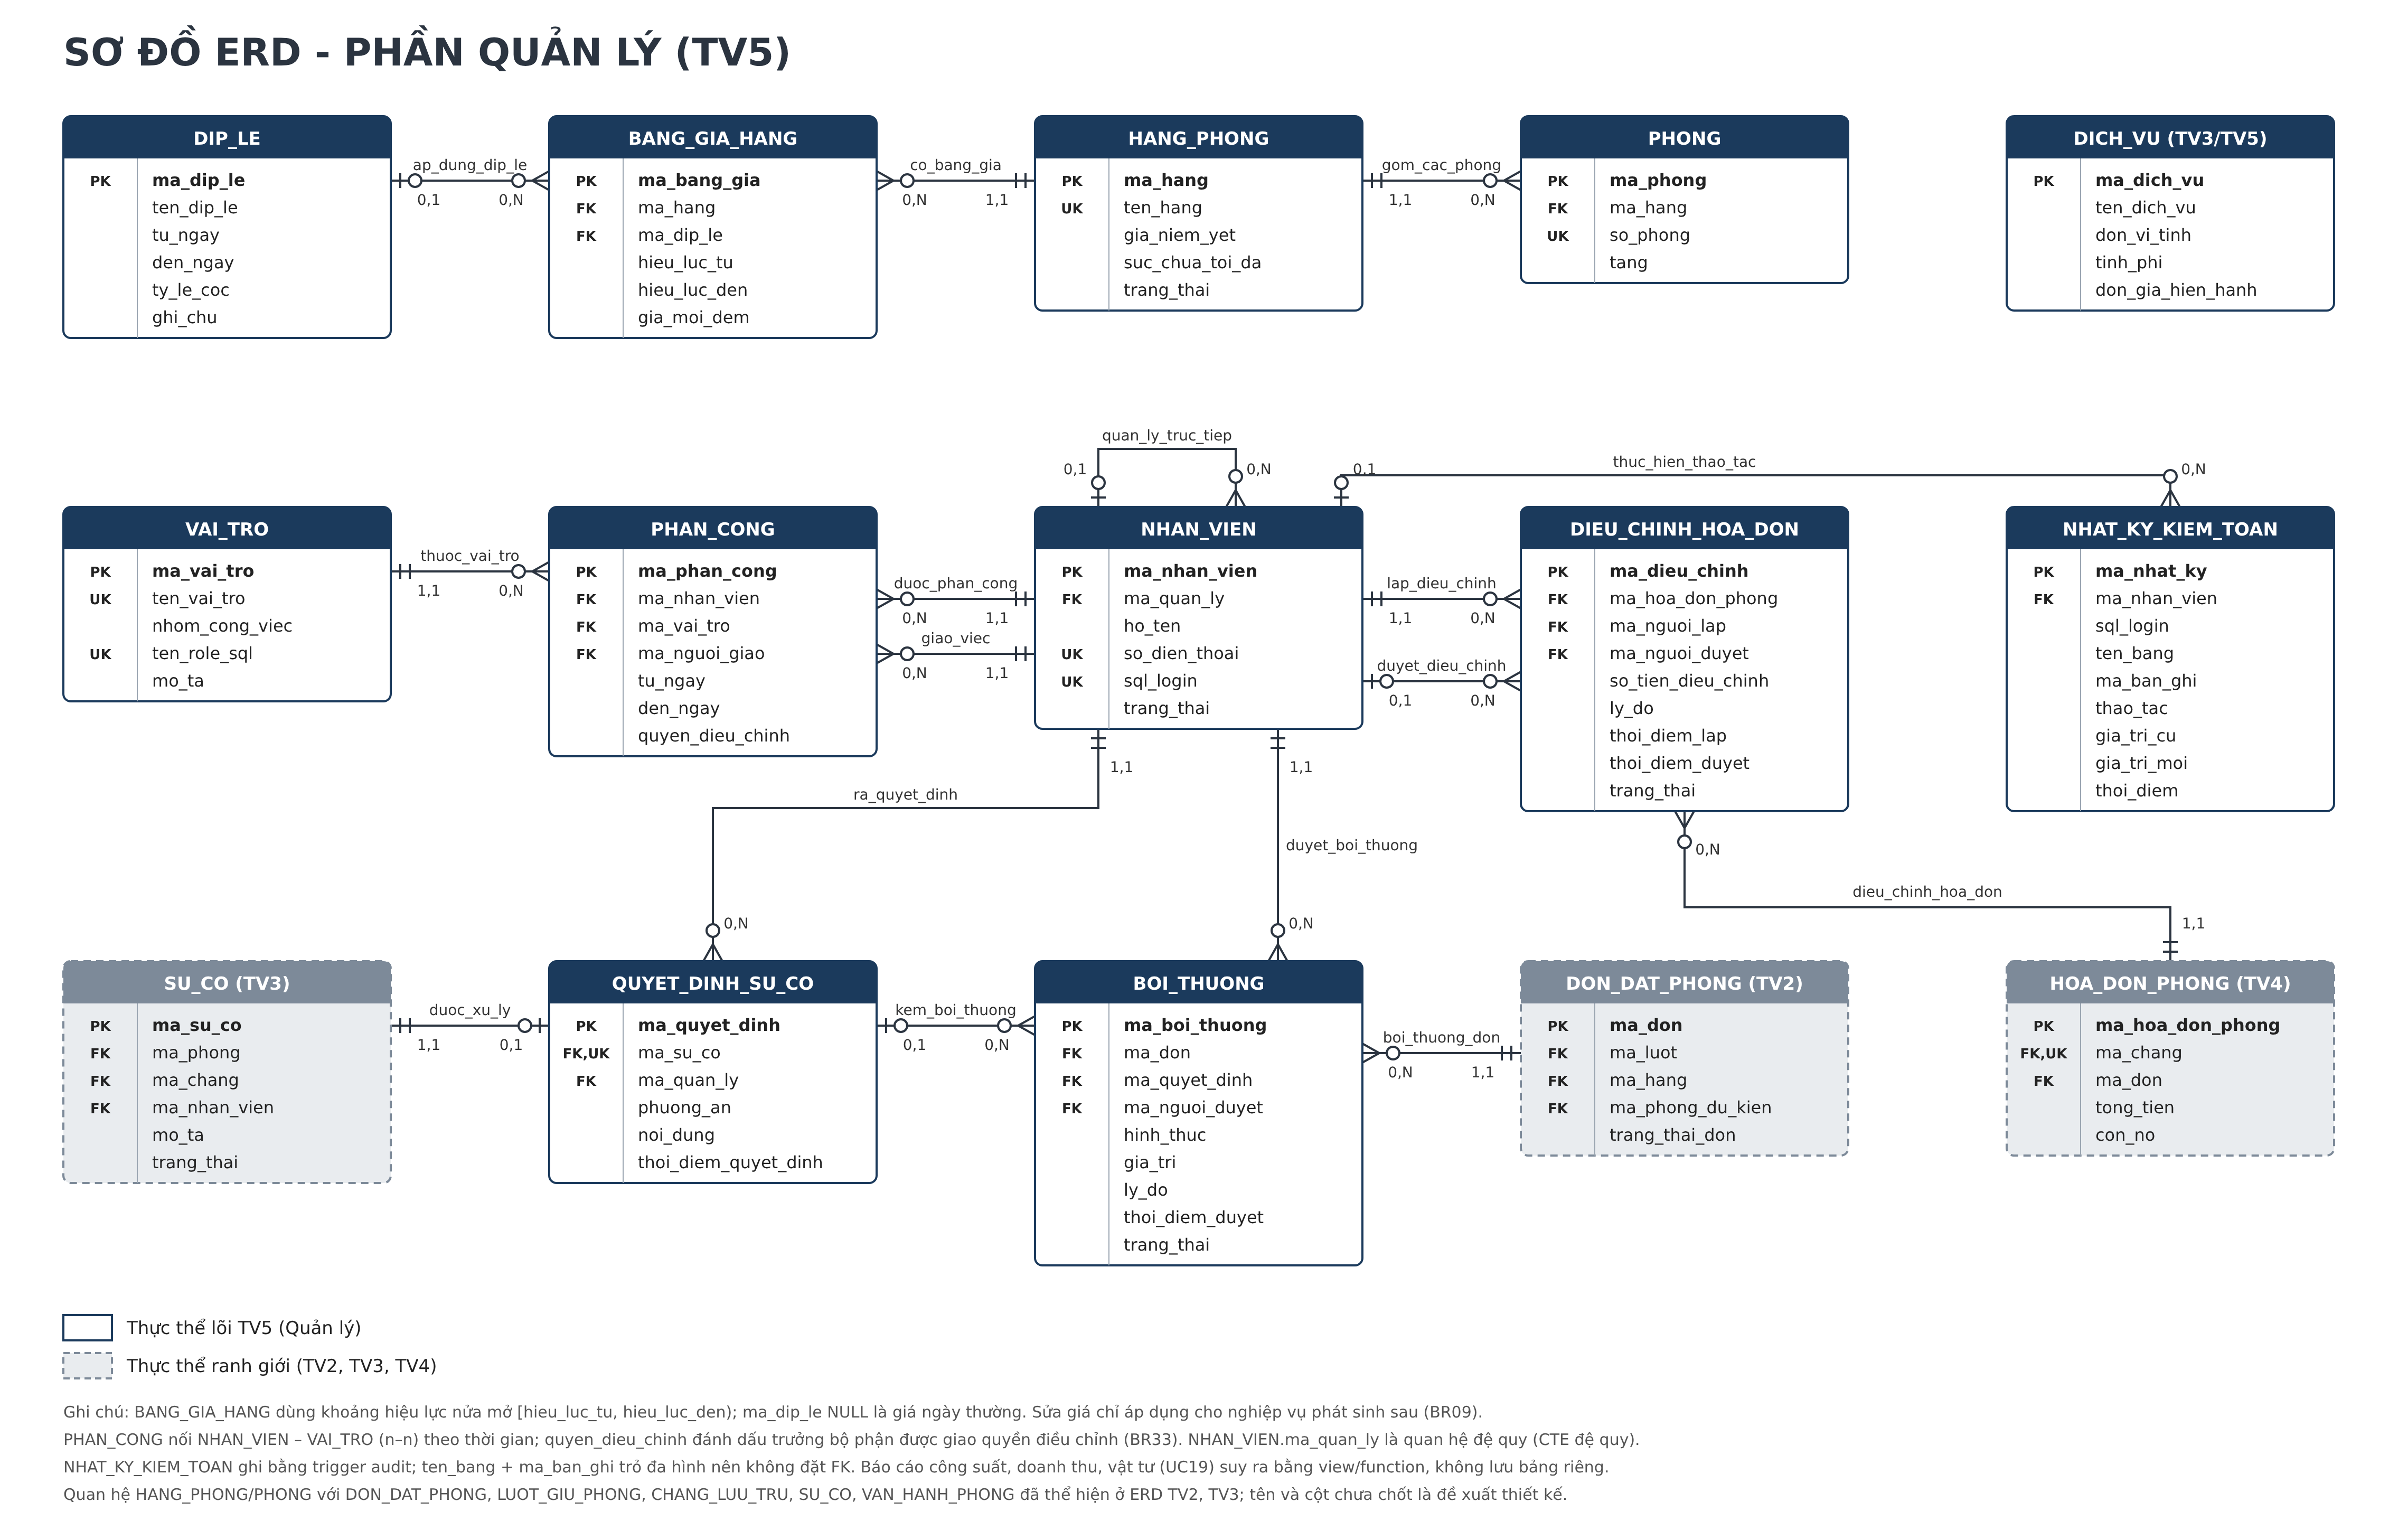 SƠ ĐỒ ERD - PHẦN QUẢN LÝ (TV5)
DIP_LE
PK ma_dip_le
ten_dip_le
tu_ngay
den_ngay
ty_le_coc
ghi_chu
ap_dung_dip_le
0,1 0,N
BANG_GIA_HANG
PK ma_bang_gia
FK ma_hang
FK ma_dip_le
hieu_luc_tu
hieu_luc_den
gia_moi_dem
co_bang_gia
0,N 1,1
HANG_PHONG
PK ma_hang
UK ten_hang
gia_niem_yet
suc_chua_toi_da
trang_thai
gom_cac_phong
1,1 0,N
PHONG
PK ma_phong
FK ma_hang
UK so_phong
tang
DICH_VU (TV3/TV5)
PK ma_dich_vu
ten_dich_vu
don_vi_tinh
tinh_phi
don_gia_hien_hanh
quan_ly_truc_tiep
0,1 0,N
thuc_hien_thao_tac
0,1 0,N
VAI_TRO
PK ma_vai_tro
UK ten_vai_tro
nhom_cong_viec
UK ten_role_sql
mo_ta
thuoc_vai_tro
1,1 0,N
PHAN_CONG
PK ma_phan_cong
FK ma_nhan_vien
FK ma_vai_tro
FK ma_nguoi_giao
tu_ngay
den_ngay
quyen_dieu_chinh
duoc_phan_cong
0,N 1,1
giao_viec
0,N 1,1
NHAN_VIEN
PK ma_nhan_vien
FK ma_quan_ly
ho_ten
UK so_dien_thoai
UK sql_login
trang_thai
lap_dieu_chinh
1,1 0,N
duyet_dieu_chinh
0,1 0,N
DIEU_CHINH_HOA_DON
PK ma_dieu_chinh
FK ma_hoa_don_phong
FK ma_nguoi_lap
FK ma_nguoi_duyet
so_tien_dieu_chinh
ly_do
thoi_diem_lap
thoi_diem_duyet
trang_thai
NHAT_KY_KIEM_TOAN
PK ma_nhat_ky
FK ma_nhan_vien
sql_login
ten_bang
ma_ban_ghi
thao_tac
gia_tri_cu
gia_tri_moi
thoi_diem
1,1
ra_quyet_dinh
0,N
1,1
duyet_boi_thuong
0,N
0,N
dieu_chinh_hoa_don
1,1
SU_CO (TV3)
PK ma_su_co
FK ma_phong
FK ma_chang
FK ma_nhan_vien
mo_ta
trang_thai
duoc_xu_ly
1,1 0,1
QUYET_DINH_SU_CO
PK ma_quyet_dinh
FK,UK ma_su_co
FK ma_quan_ly
phuong_an
noi_dung
thoi_diem_quyet_dinh
kem_boi_thuong
0,1 0,N
BOI_THUONG
PK ma_boi_thuong
FK ma_don
FK ma_quyet_dinh
FK ma_nguoi_duyet
hinh_thuc
gia_tri
ly_do
thoi_diem_duyet
trang_thai
boi_thuong_don
0,N 1,1
DON_DAT_PHONG (TV2)
PK ma_don
FK ma_luot
FK ma_hang
FK ma_phong_du_kien
trang_thai_don
HOA_DON_PHONG (TV4)
PK ma_hoa_don_phong
FK,UK ma_chang
FK ma_don
tong_tien
con_no
Thực thể lõi TV5 (Quản lý)
Thực thể ranh giới (TV2, TV3, TV4)
Ghi chú: BANG_GIA_HANG dùng khoảng hiệu lực nửa mở [hieu_luc_tu, hieu_luc_den); ma_dip_le NULL là giá ngày thường. Sửa giá chỉ áp dụng cho nghiệp vụ phát sinh sau (BR09).
PHAN_CONG nối NHAN_VIEN – VAI_TRO (n–n) theo thời gian; quyen_dieu_chinh đánh dấu trưởng bộ phận được giao quyền điều chỉnh (BR33). NHAN_VIEN.ma_quan_ly là quan hệ đệ quy (CTE đệ quy).
NHAT_KY_KIEM_TOAN ghi bằng trigger audit; ten_bang + ma_ban_ghi trỏ đa hình nên không đặt FK. Báo cáo công suất, doanh thu, vật tư (UC19) suy ra bằng view/function, không lưu bảng riêng.
Quan hệ HANG_PHONG/PHONG với DON_DAT_PHONG, LUOT_GIU_PHONG, CHANG_LUU_TRU, SU_CO, VAN_HANH_PHONG đã thể hiện ở ERD TV2, TV3; tên và cột chưa chốt là đề xuất thiết kế.